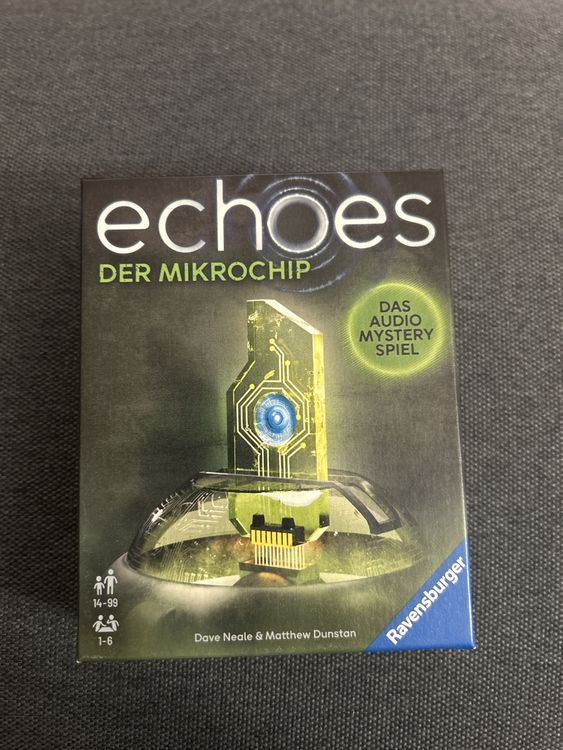 echoes
DER MIKROCHIP
DAS
AUDIO
MYSTERY
SPIEL
14-99
1-6
Dave Neale & Matthew Dunstan
Ravensburger